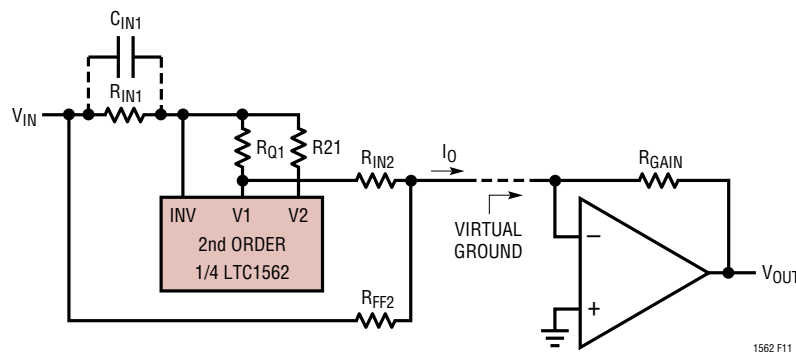 CIN1
RIN1
VIN
RQ1
R21
RIN2
IO
RGAIN
INV V1 V2
2nd ORDER
1/4 LTC1562
VIRTUAL
GROUND
–
+
VOUT
RFF2
1562 F11